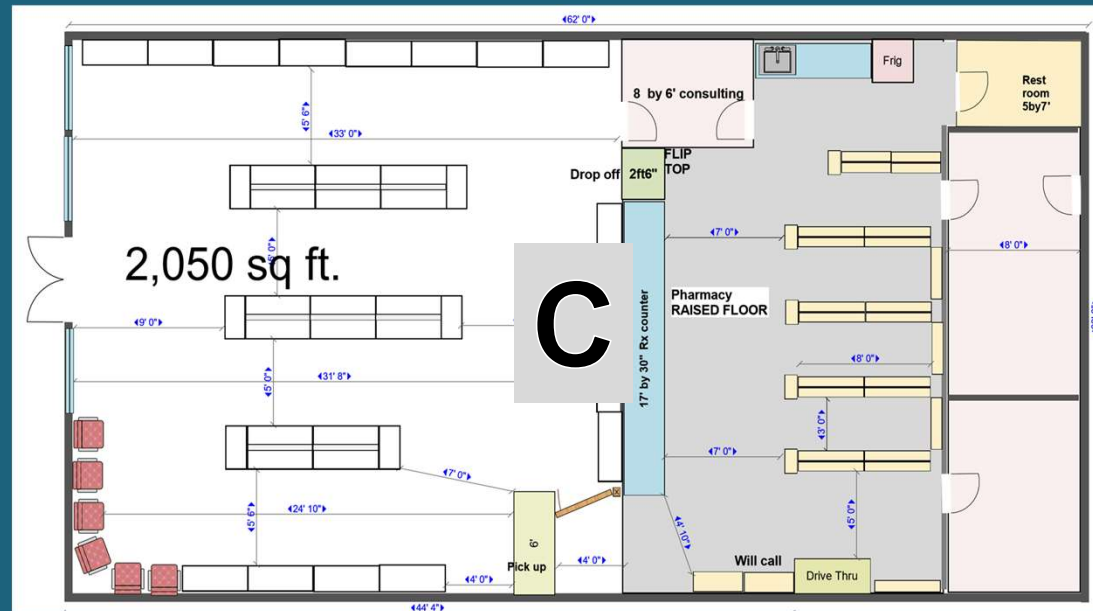 62' 0"
8 by 6' consulting
Frig
Rest
room
5by7'
5' 6"
33' 0"
FLIP
TOP
Drop off
2ft6"
7' 0"
8' 0"
2,050 sq ft.
C
Pharmacy
RAISED FLOOR
17' by 30" Rx counter
9' 0"
31' 8"
8' 0"
5' 0"
3' 0"
7' 0"
7' 0"
24' 10"
5' 6"
4' 10"
5' 0"
6'
Pick up
4' 0"
4' 0"
Will call
Drive Thru
44' 4"